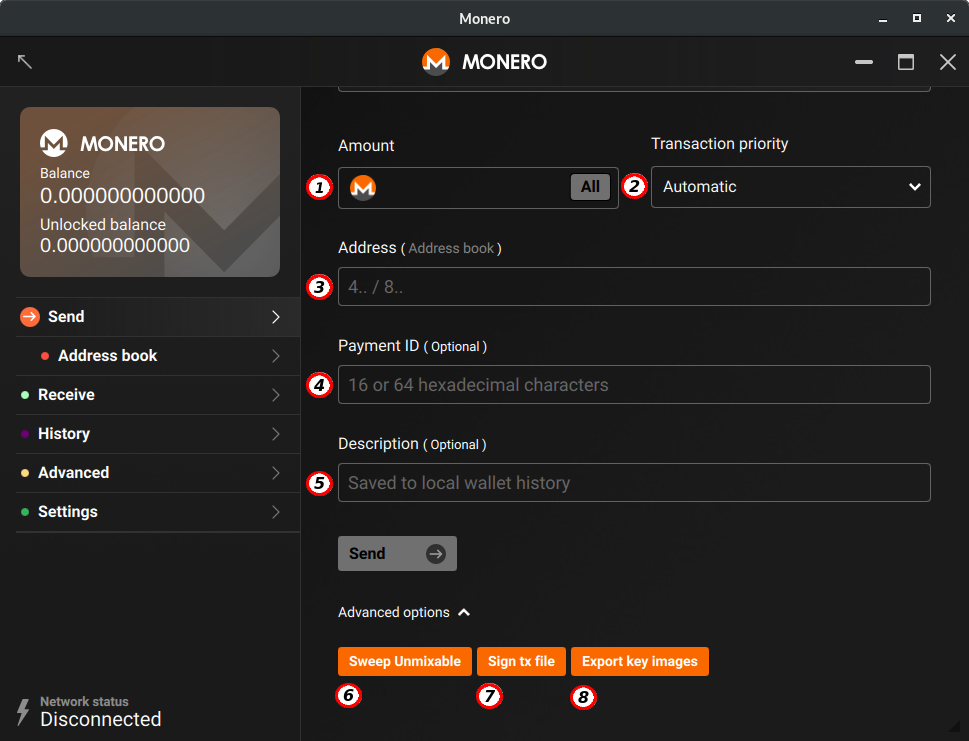 Monero
MONERO
MONERO
Balance
0.000000000000
Unlocked balance
0.000000000000
Send
Address book
Receive
History
Advanced
Settings
Network status
Disconnected
Amount
Transaction priority
1
All
2
Automatic
Address ( Address book )
3
4.. / 8..
Payment ID ( Optional )
4
16 or 64 hexadecimal characters
Description ( Optional )
5
Saved to local wallet history
Send
Advanced options
Sweep Unmixable Sign tx file Export key images
6 7 8